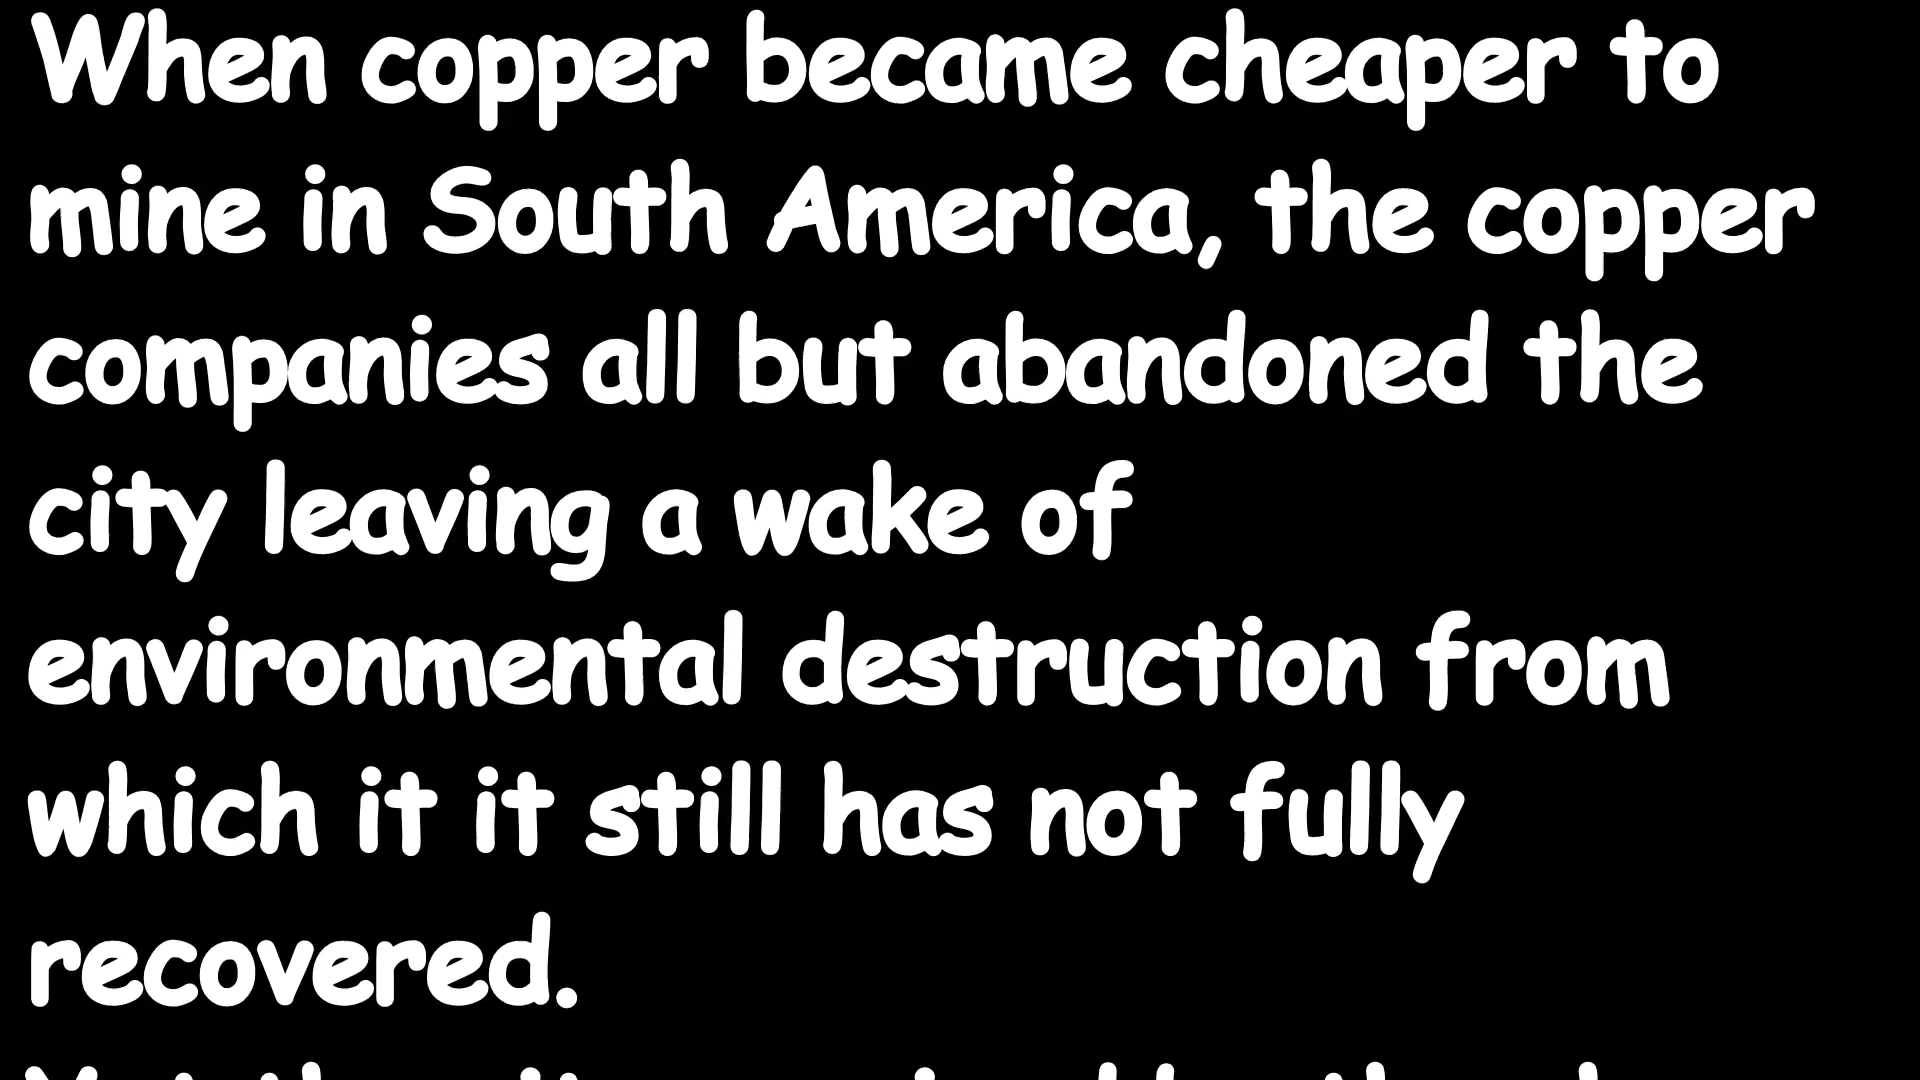 When copper became cheaper to
mine in South America, the copper
companies all but abandoned the
city leaving a wake of
environmental destruction from
which it it still has not fully
recovered.